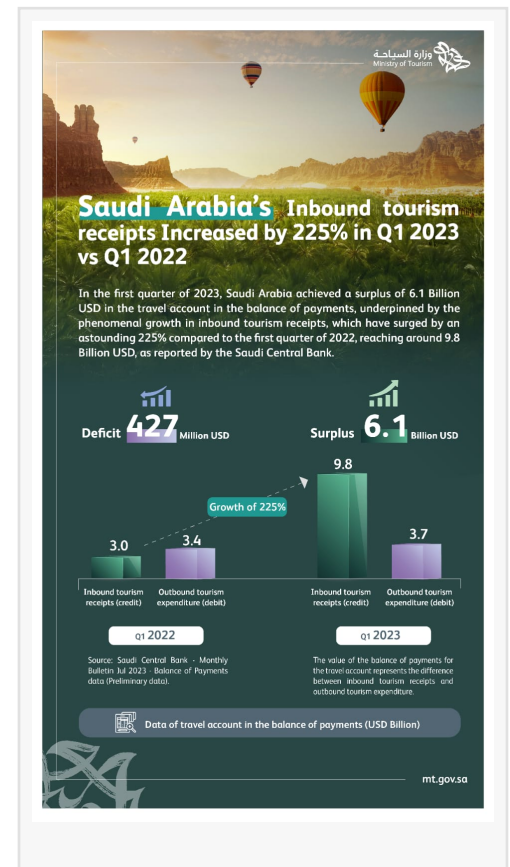 وزارة السياحة
Ministry of Tourism
Saudi Arabia's Inbound tourism
receipts Increased by 225% in Q1 2023
vs Q1 2022
In the first quarter of 2023, Saudi Arabia achieved a surplus of 6.1 Billion
USD in the travel account in the balance of payments, underpinned by the
phenomenal growth in inbound tourism receipts, which have surged by an
astounding 225% compared to the first quarter of 2022, reaching around 9.8
Billion USD, as reported by the Saudi Central Bank.
Deficit 427 Million USD
Surplus 6.1 Billion USD
9.8
Growth of 225%
3.0
3.4
3.7
Inbound tourism
receipts (credit)
Outbound tourism
expenditure (debit)
Inbound tourism
receipts (credit)
Outbound tourism
expenditure (debit)
Q1 2022
Q1 2023
Source: Saudi Central Bank - Monthly
Bulletin Jul 2023 - Balance of Payments
data (Preliminary data).
The value of the balance of payments for
the travel account represents the difference
between inbound tourism receipts and
outbound tourism expenditure.
Data of travel account in the balance of payments (USD Billion)
mt.gov.sa